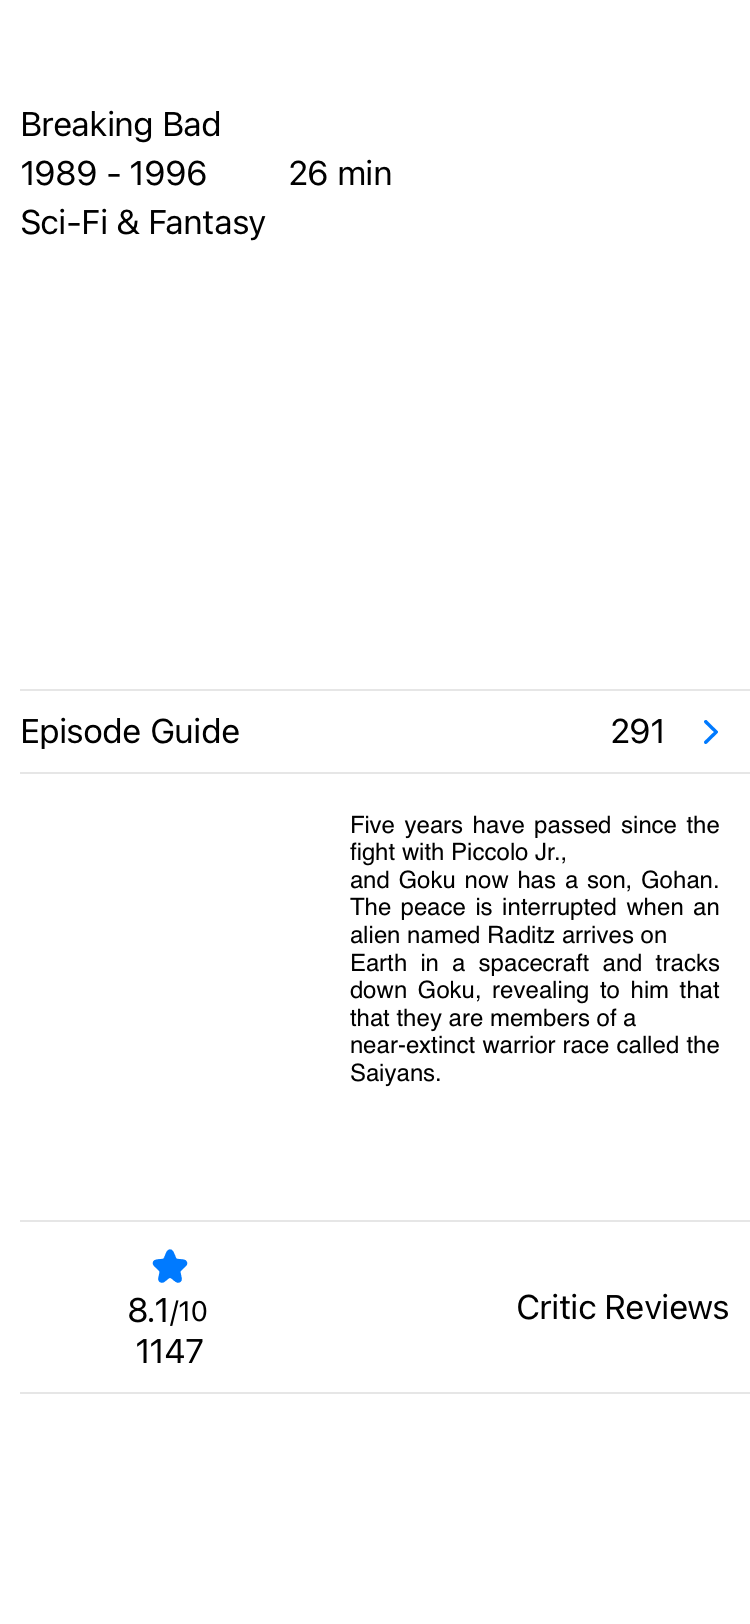 Breaking Bad
1989 - 1996 26 min
Sci-Fi & Fantasy
Episode Guide 291
Five years have passed since the
fight with Piccolo Jr.,
and Goku now has a son, Gohan.
The peace is interrupted when an
alien named Raditz arrives on
Earth in a spacecraft and tracks
down Goku, revealing to him that
that they are members of a
near-extinct warrior race called the
Saiyans.
8.1/10
1147
Critic Reviews